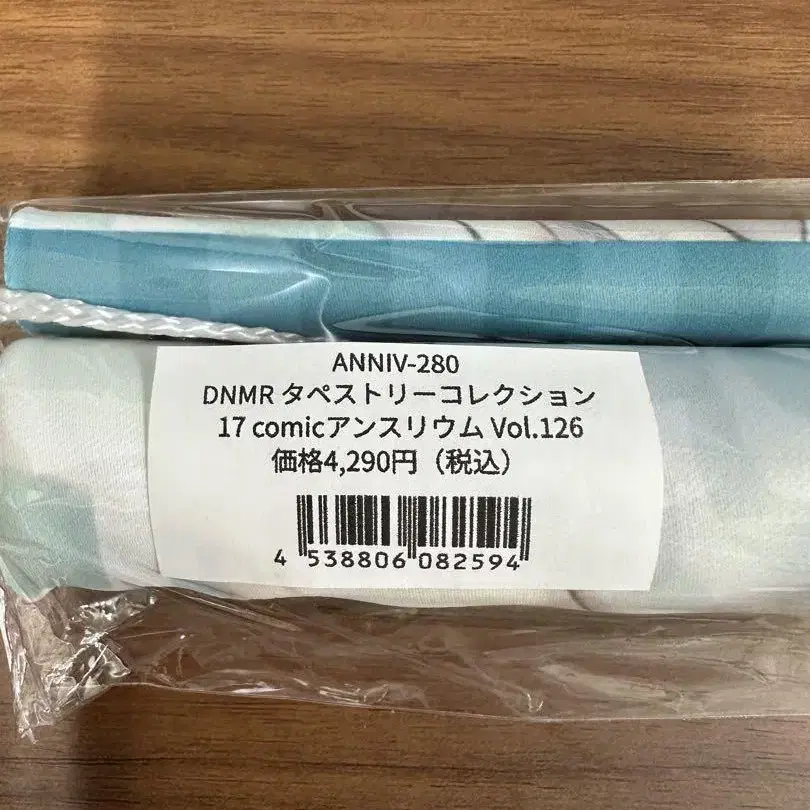 ANNIV-280
DNMR タペストリーコレクション
17 comicアンスリウム Vol.126
価格4,290円（税込）
4 538806 082594